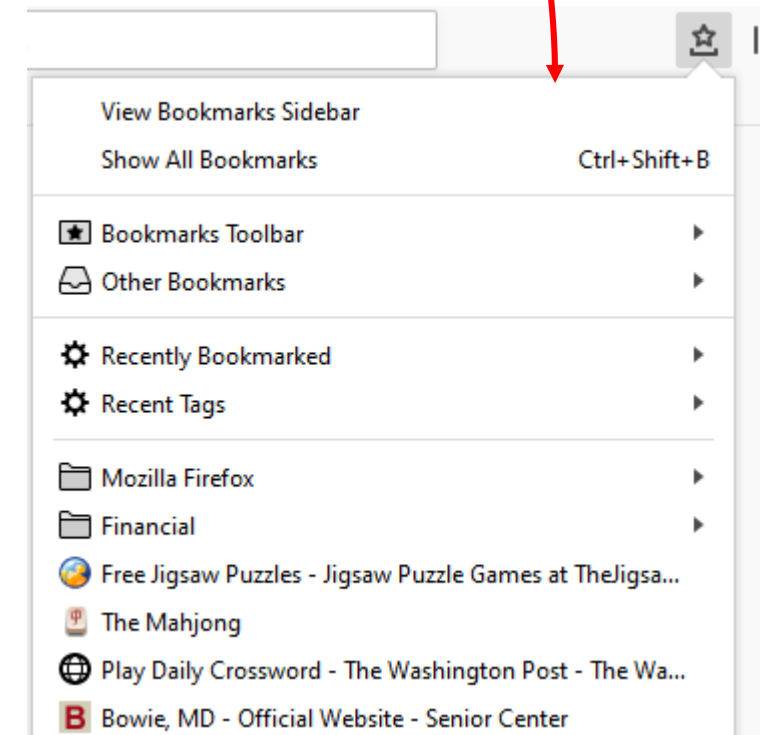 View Bookmarks Sidebar
Show All Bookmarks Ctrl+Shift+B
Bookmarks Toolbar
Other Bookmarks
Recently Bookmarked
Recent Tags
Mozilla Firefox
Financial
Free Jigsaw Puzzles - Jigsaw Puzzle Games at TheJigsa...
The Mahjong
Play Daily Crossword - The Washington Post - The Wa...
B Bowie, MD - Official Website - Senior Center